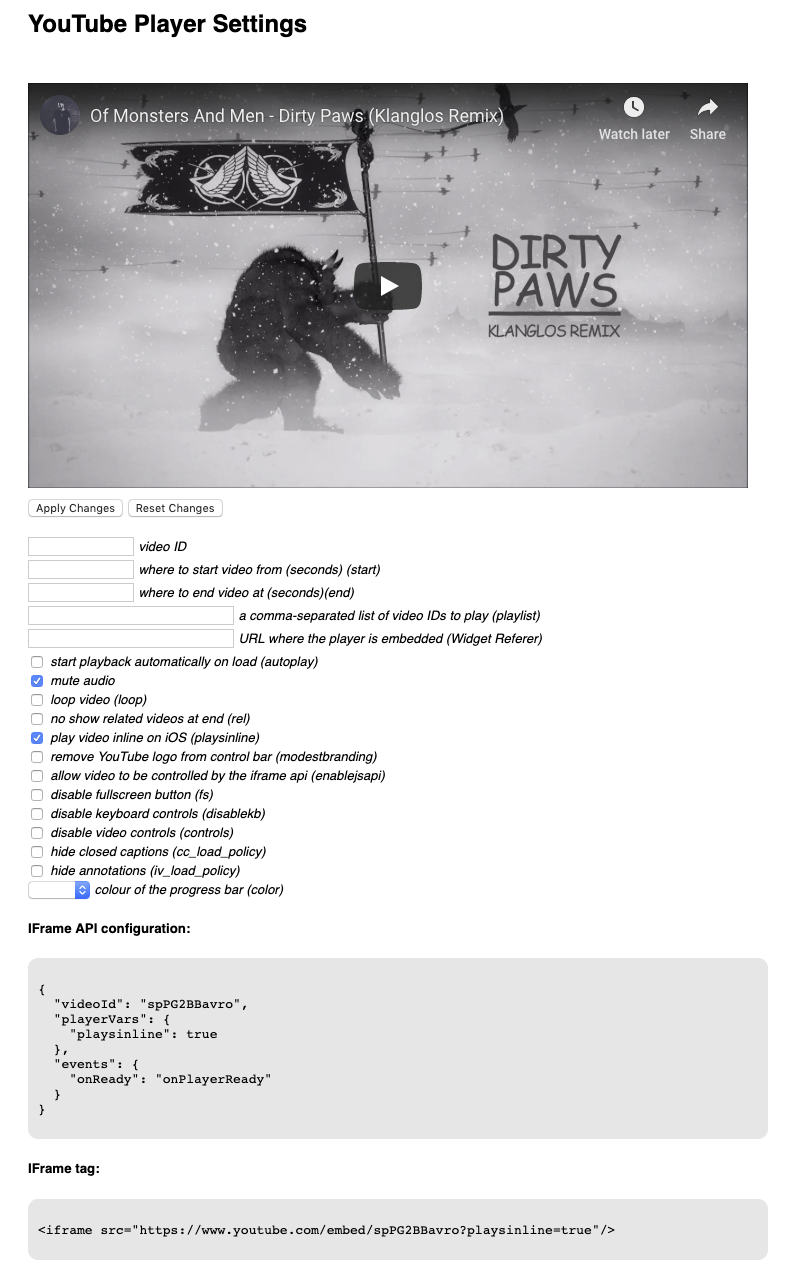 YouTube Player Settings
Of Monsters And Men - Dirty Paws (Klanglos Remix)
Watch later
Share
DIRTY
PAWS
KLANGLOS REMIX
Apply Changes
Reset Changes
video ID
where to start video from (seconds) (start)
where to end video at (seconds)(end)
a comma-separated list of video IDs to play (playlist)
URL where the player is embedded (Widget Referer)
start playback automatically on load (autoplay)
mute audio
loop video (loop)
no show related videos at end (rel)
play video inline on iOS (playsinline)
remove YouTube logo from control bar (modestbranding)
allow video to be controlled by the iframe api (enablejsapi)
disable fullscreen button (fs)
disable keyboard controls (disablekb)
disable video controls (controls)
hide closed captions (cc_load_policy)
hide annotations (iv_load_policy)
colour of the progress bar (color)
IFrame API configuration:
{
  "videoId": "spPG2BBavro",
  "playerVars": {
    "playsinline": true
  },
  "events": {
    "onReady": "onPlayerReady"
  }
}
IFrame tag:
<iframe src="https://www.youtube.com/embed/spPG2BBavro?playsinline=true"/>